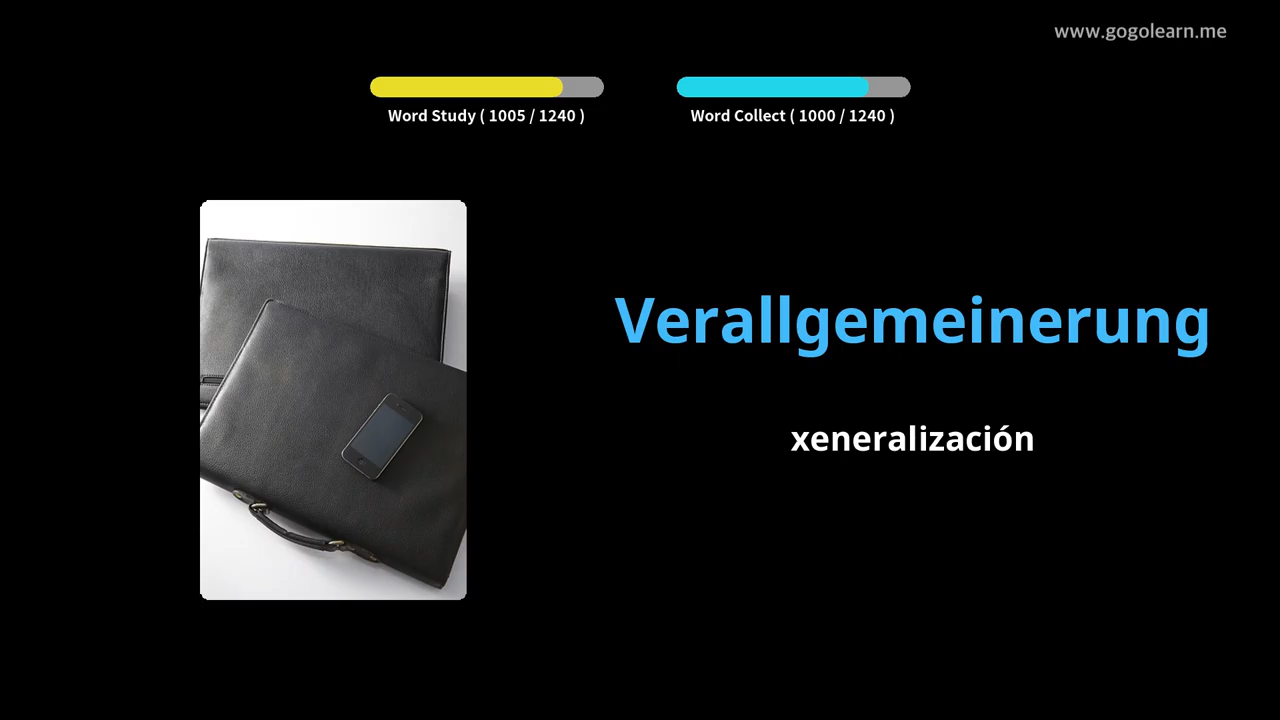 www.gogolearn.me
Word Study ( 1005 / 1240 )
Word Collect ( 1000 / 1240 )
Verallgemeinerung
xeneralización